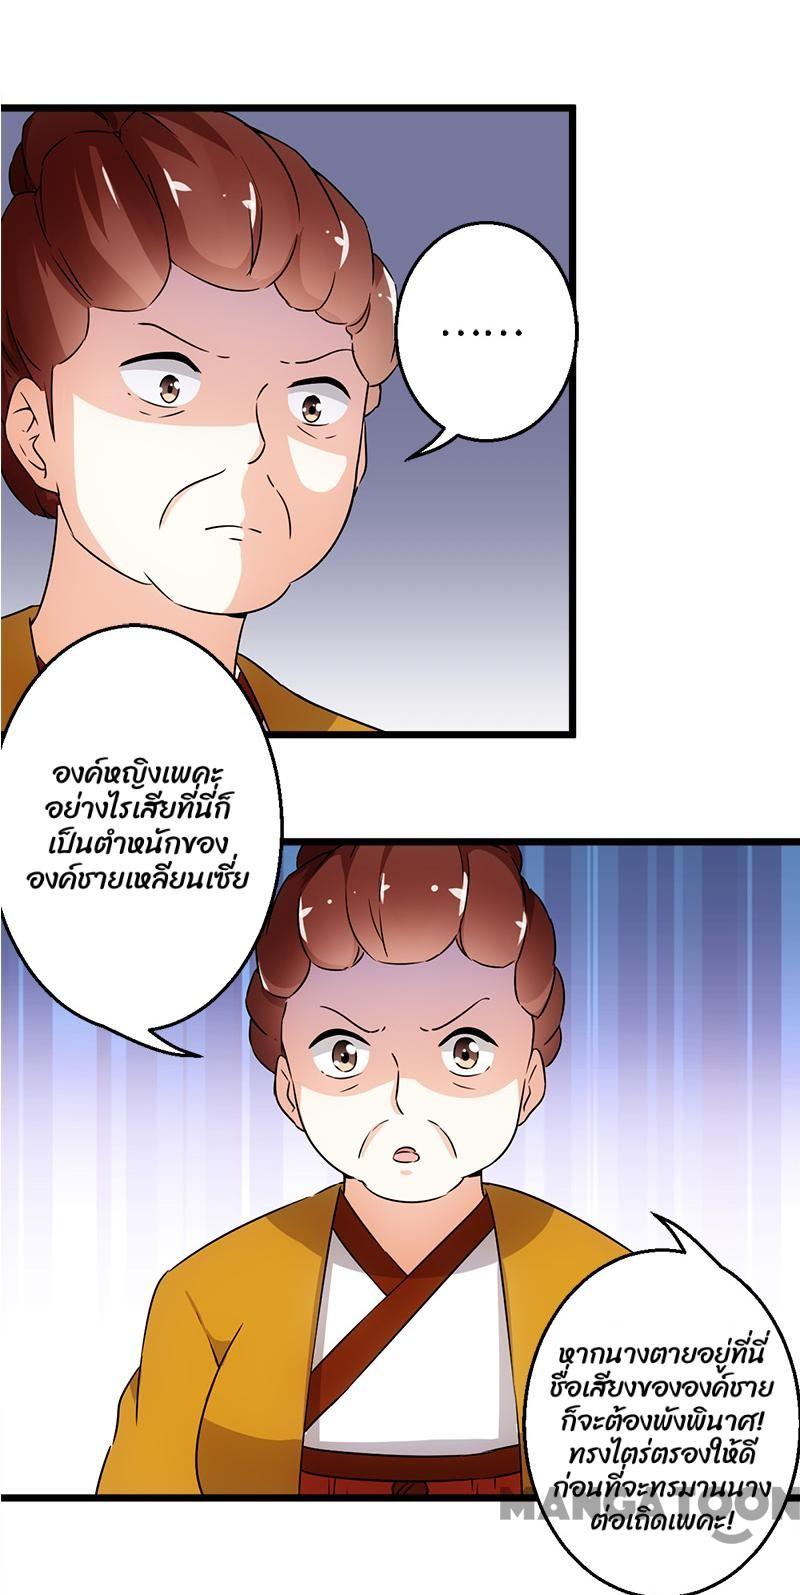 ......
องค์หญิงเพคะ
อย่างไรเสียที่นี่ก็
เป็นตำหนักของ
องค์ชายเหลียนเซี่ย
หากนางตายอยู่ที่นี่
ชื่อเสียงขององค์ชาย
ก็จะต้องพังพินาศ!
ทรงไตร่ตรองให้ดี
ก่อนที่จะทรมานนาง
ต่อเถิดเพคะ!
MANGATOON